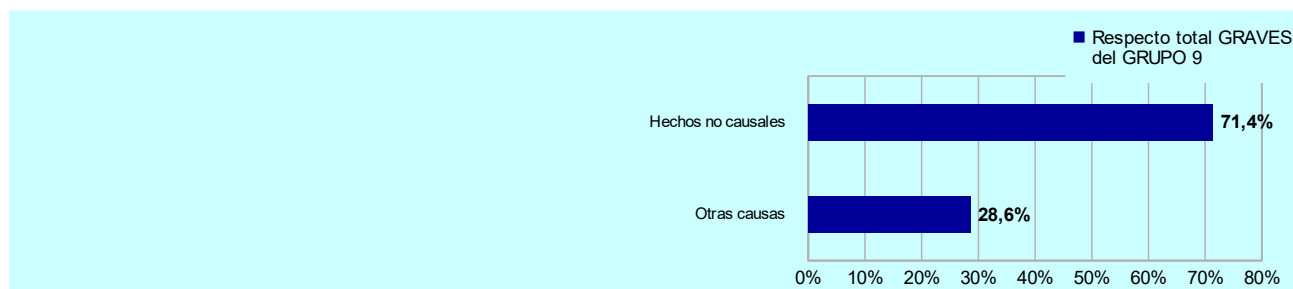 Respecto total GRAVES
del GRUPO 9
Hechos no causales
71,4%
Otras causas
28,6%
0% 10% 20% 30% 40% 50% 60% 70% 80%